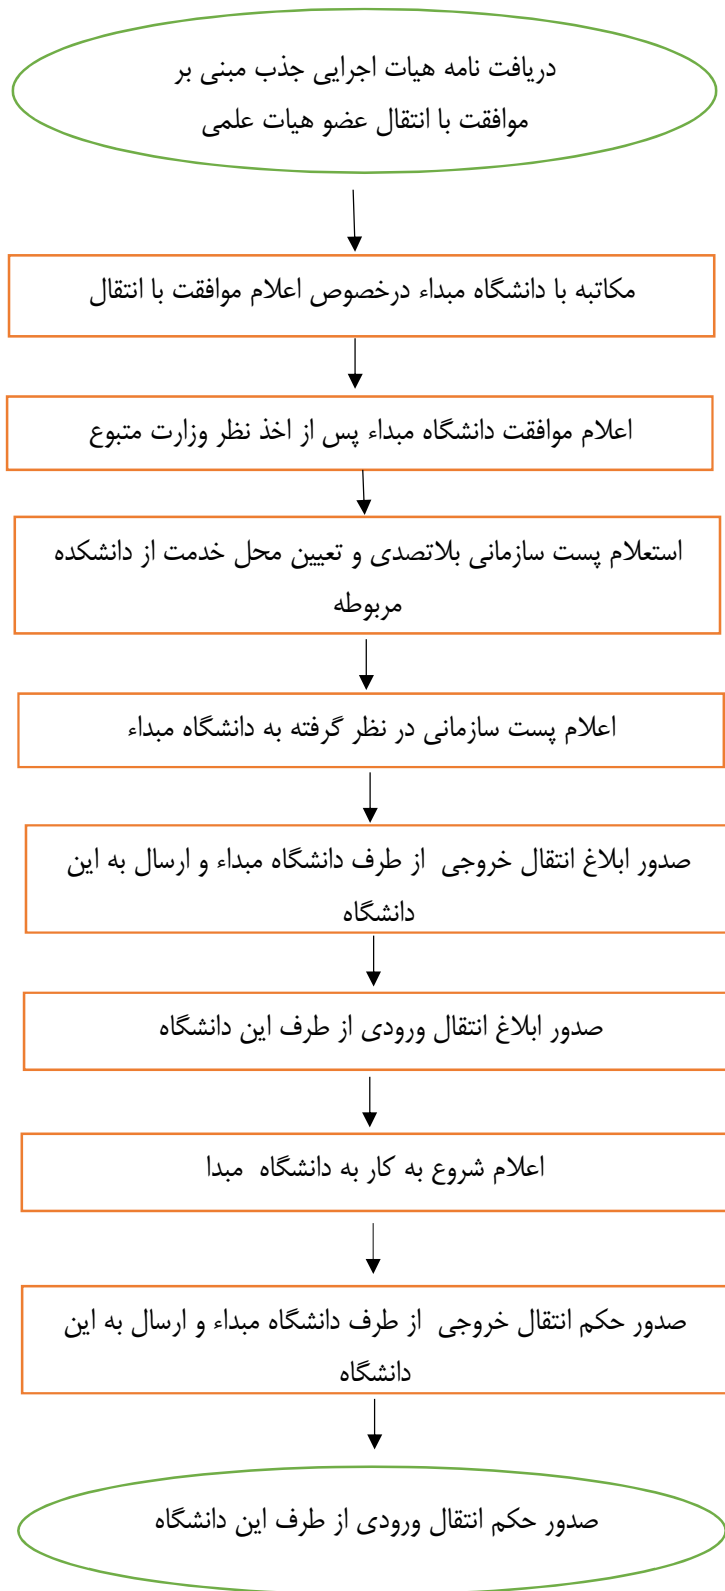 دریافت نامه هیات اجرایی جذب مبنی بر
موافقت با انتقال عضو هیات علمی
مکاتبه با دانشگاه مبداء درخصوص اعلام موافقت با انتقال
اعلام موافقت دانشگاه مبداء پس از اخذ نظر وزارت متبوع
استعلام پست سازمانی بلاتصدی و تعیین محل خدمت از دانشکده
مربوطه
اعلام پست سازمانی در نظر گرفته به دانشگاه مبداء
صدور ابلاغ انتقال خروجی از طرف دانشگاه مبداء و ارسال به این
دانشگاه
صدور ابلاغ انتقال ورودی از طرف این دانشگاه
اعلام شروع به کار به دانشگاه مبدا
صدور حکم انتقال خروجی از طرف دانشگاه مبداء و ارسال به این
دانشگاه
صدور حکم انتقال ورودی از طرف این دانشگاه